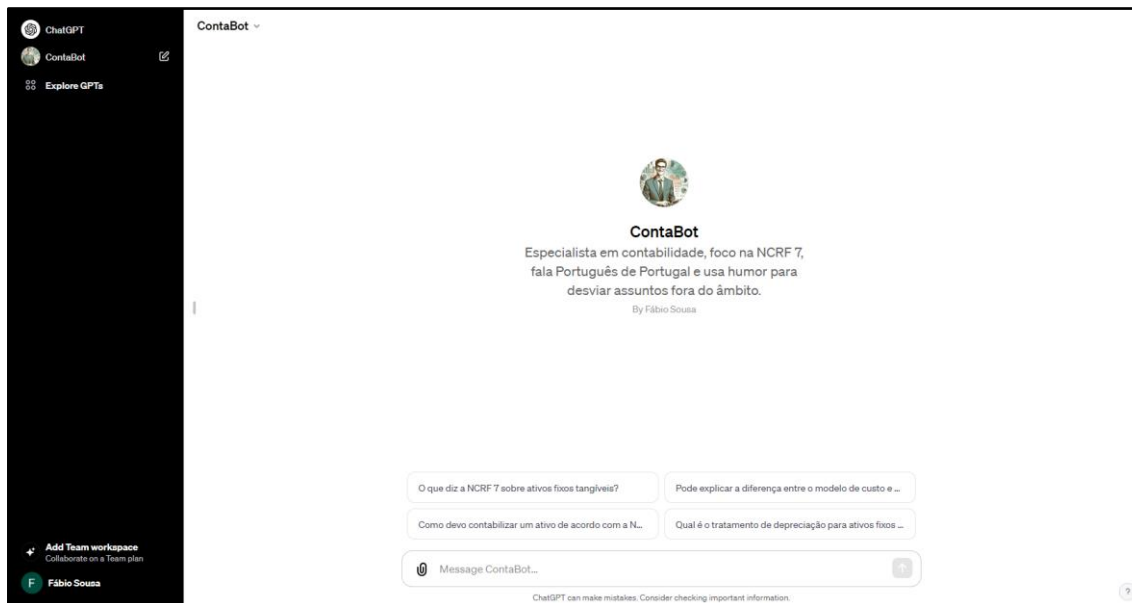 ChatGPT
ContaBot
Explore GPTs
ContaBot
ContaBot
Especialista em contabilidade, foco na NCRF 7,
fala Português de Portugal e usa humor para
desviar assuntos fora do âmbito.
By Fábio Sousa
O que diz a NCRF 7 sobre ativos fixos tangíveis?
Pode explicar a diferença entre o modelo de custo e ...
Como devo contabilizar um ativo de acordo com a N...
Qual é o tratamento de depreciação para ativos fixos ...
Message ContaBot...
ChatGPT can make mistakes. Consider checking important information.
Add Team workspace
Collaborate on a Team plan
F Fábio Sousa
?